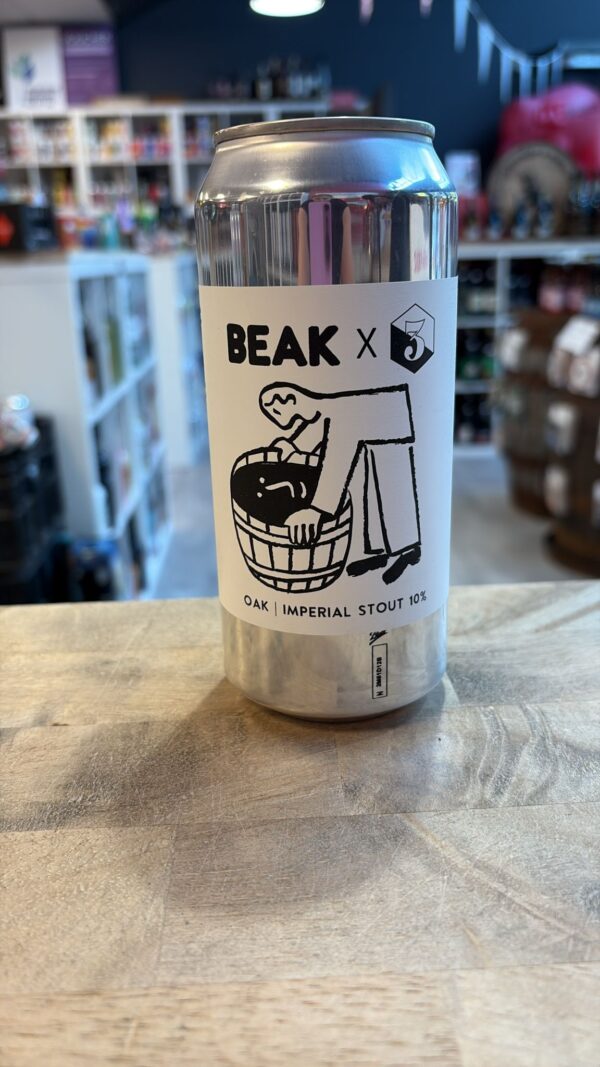 BEAK X 3
OAK | IMPERIAL STOUT 10%